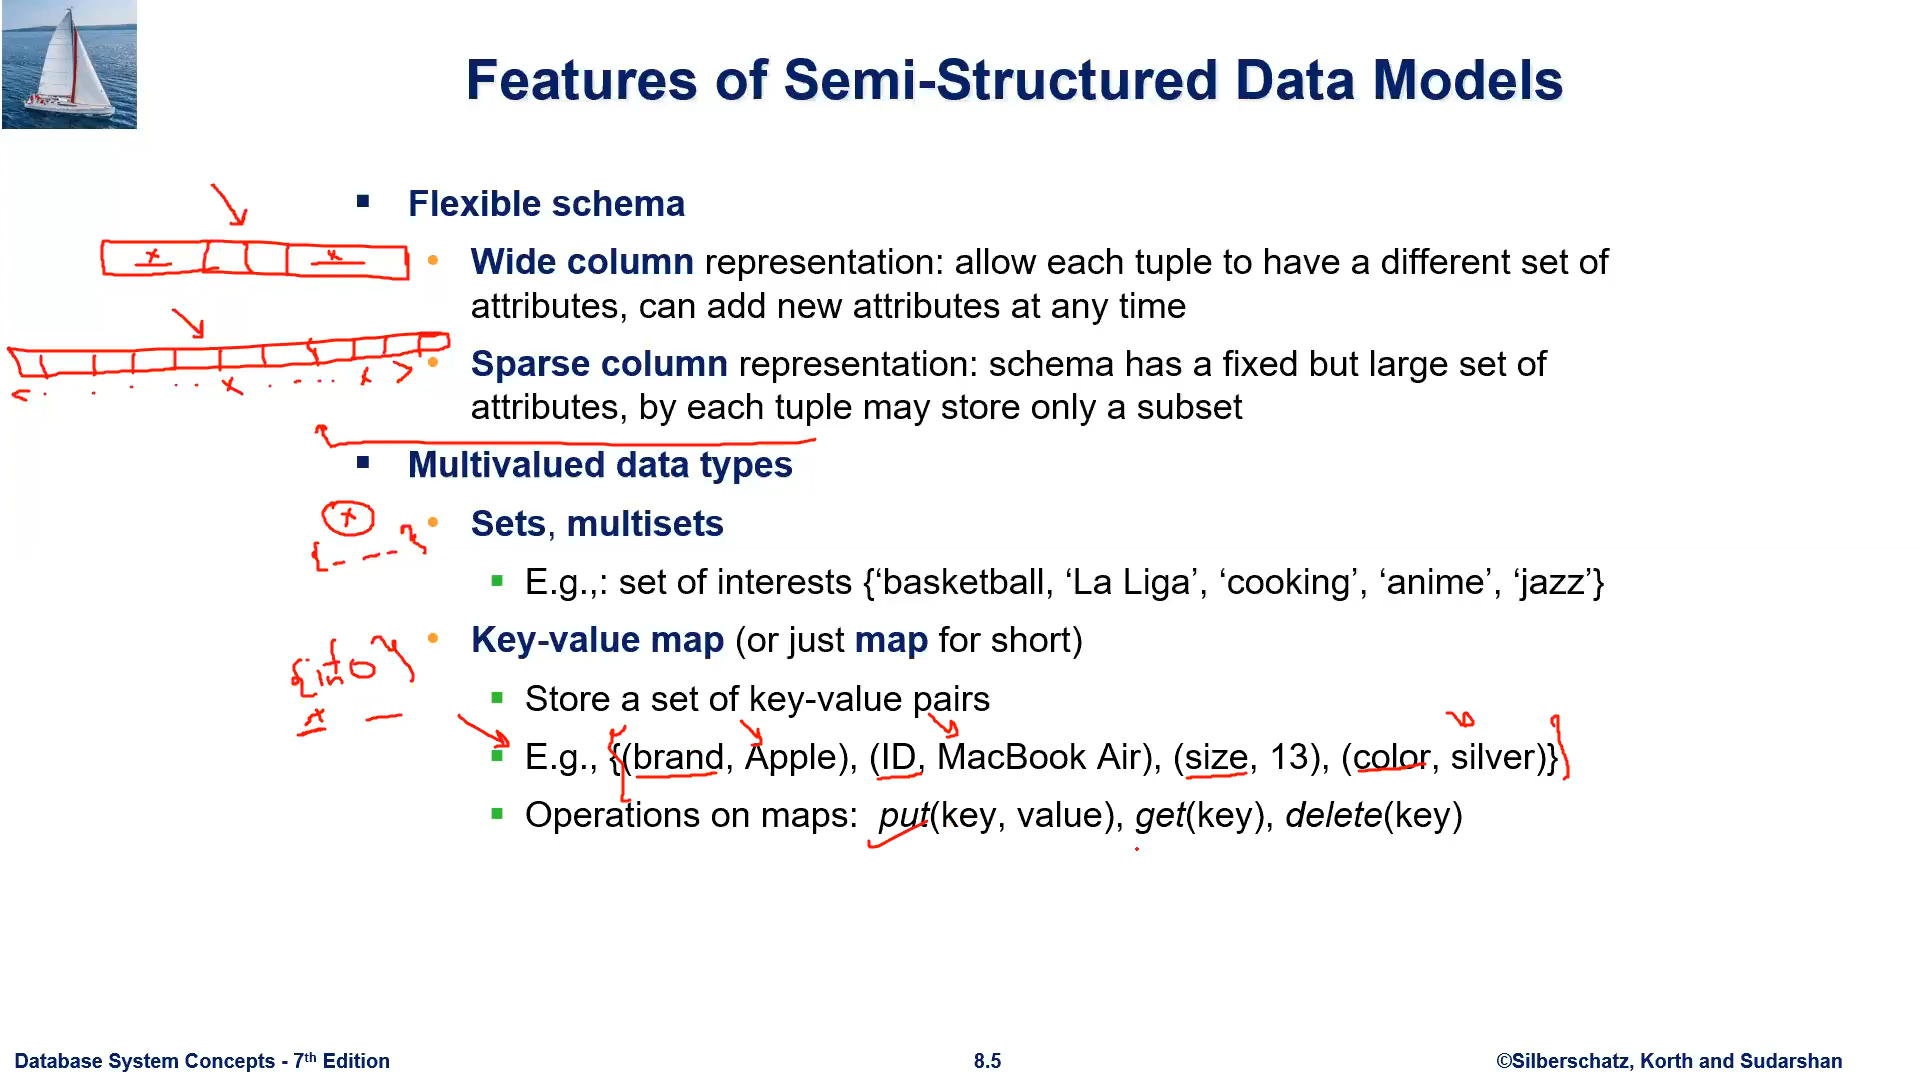 Features of Semi-Structured Data Models
▪ Flexible schema
• Wide column representation: allow each tuple to have a different set of
attributes, can add new attributes at any time
• Sparse column representation: schema has a fixed but large set of
attributes, by each tuple may store only a subset
▪ Multivalued data types
• Sets, multisets
▪ E.g.,: set of interests {‘basketball, ‘La Liga’, ‘cooking’, ‘anime’, ‘jazz’}
• Key-value map (or just map for short)
{info}
▪ Store a set of key-value pairs
▪ E.g., {(brand, Apple), (ID, MacBook Air), (size, 13), (color, silver)}
▪ Operations on maps: put(key, value), get(key), delete(key)
Database System Concepts - 7th Edition
8.5
©Silberschatz, Korth and Sudarshan